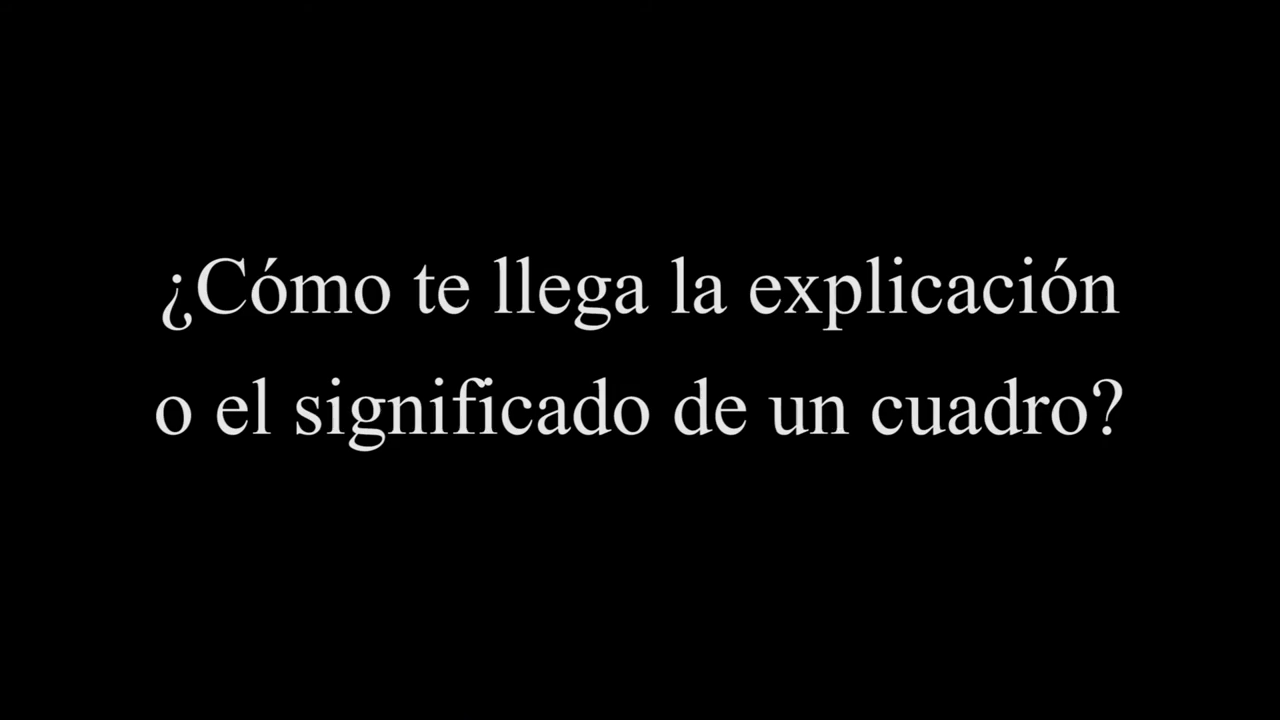 ¿Cómo te llega la explicación
o el significado de un cuadro?